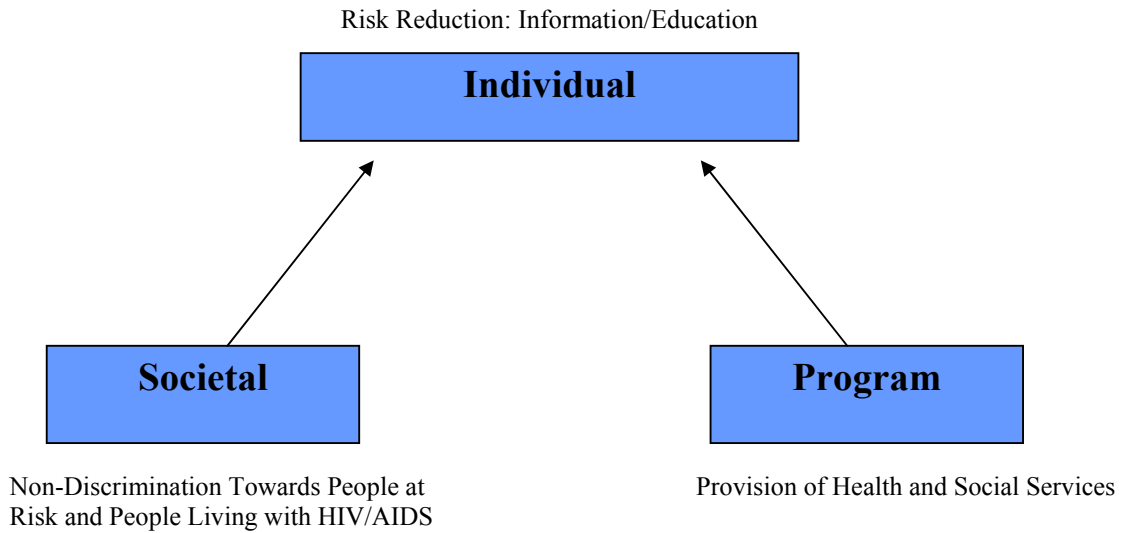 Risk Reduction: Information/Education
Individual
Societal
Program
Non-Discrimination Towards People at
Risk and People Living with HIV/AIDS
Provision of Health and Social Services